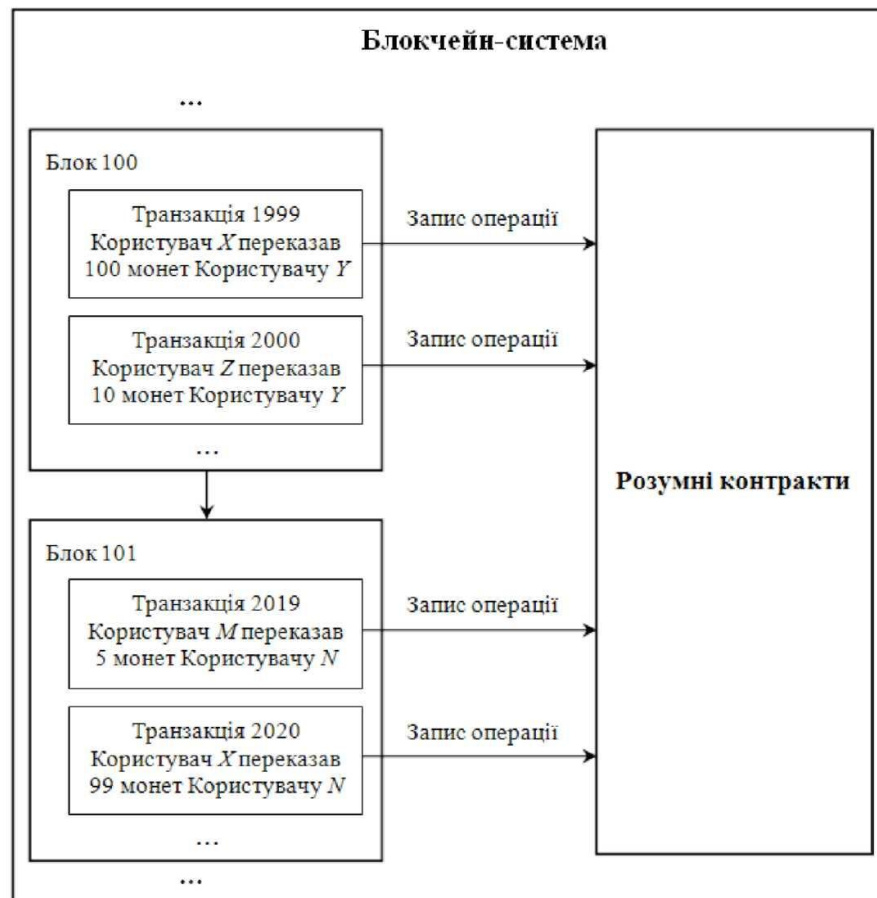 Блокчейн-система
...
Блок 100
Транзакція 1999
Користувач X переказав
100 монет Користувачу Y
Запис операції
Транзакція 2000
Користувач Z переказав
10 монет Користувачу Y
Запис операції
...
Розумні контракти
Блок 101
Транзакція 2019
Користувач M переказав
5 монет Користувачу N
Запис операції
Транзакція 2020
Користувач X переказав
99 монет Користувачу N
Запис операції
...
...